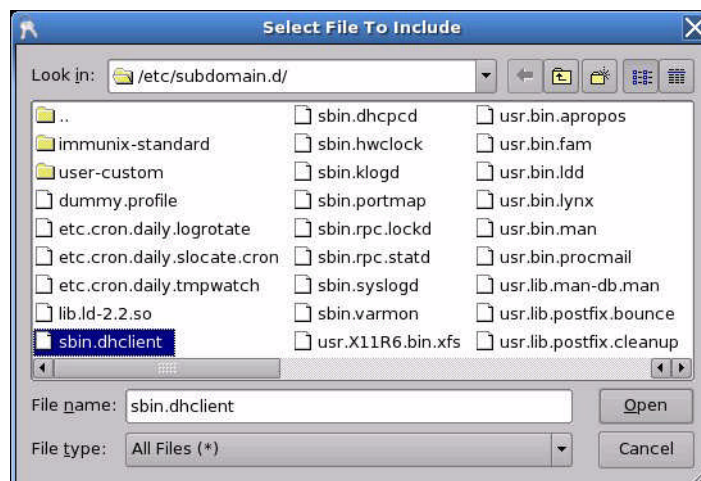 Select File To Include
Look in: /etc/subdomain.d/
..
immunix-standard
user-custom
dummy.profile
etc.cron.daily.logrotate
etc.cron.daily.slocate.cron
etc.cron.daily.tmpwatch
lib.ld-2.2.so
sbin.dhclient
sbin.dhcpcd
sbin.hwclock
sbin.klogd
sbin.portmap
sbin.rpc.lockd
sbin.rpc.statd
sbin.syslogd
sbin.varmon
usr.X11R6.bin.xfs
usr.bin.apropos
usr.bin.fam
usr.bin.ldd
usr.bin.lynx
usr.bin.man
usr.bin.procmail
usr.lib.man-db.man
usr.lib.postfix.bounce
usr.lib.postfix.cleanup
File name: sbin.dhclient
Open
File type: All Files (*)
Cancel